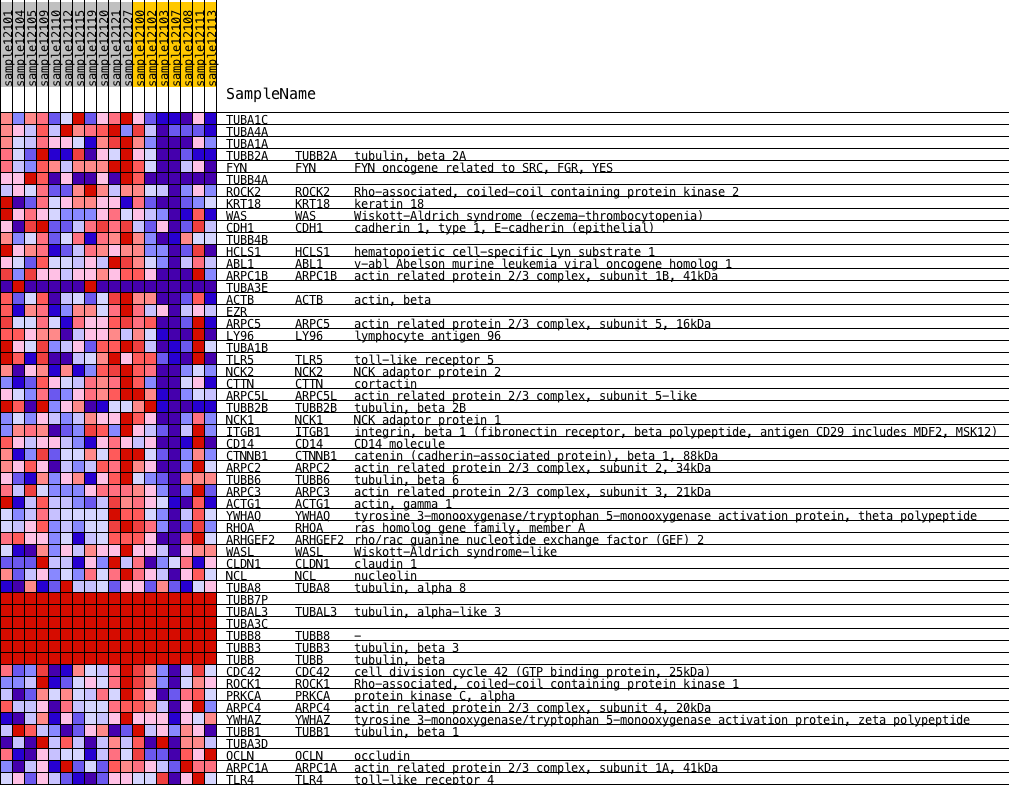 sample12101
sample12104
sample12105
sample12109
sample12110
sample12112
sample12115
sample12119
sample12120
sample12121
sample12127
sample12100
sample12102
sample12103
sample12107
sample12108
sample12111
sample12113
SampleName
TUBA1C
TUBA4A
TUBA1A
TUBB2A TUBB2A tubulin, beta 2A
FYN FYN FYN oncogene related to SRC, FGR, YES
TUBB4A
ROCK2 ROCK2 Rho-associated, coiled-coil containing protein kinase 2
KRT18 KRT18 keratin 18
WAS WAS Wiskott-Aldrich syndrome (eczema-thrombocytopenia)
CDH1 CDH1 cadherin 1, type 1, E-cadherin (epithelial)
TUBB4B
HCLS1 HCLS1 hematopoietic cell-specific Lyn substrate 1
ABL1 ABL1 v-abl Abelson murine leukemia viral oncogene homolog 1
ARPC1B ARPC1B actin related protein 2/3 complex, subunit 1B, 41kDa
TUBA3E
ACTB ACTB actin, beta
EZR
ARPC5 ARPC5 actin related protein 2/3 complex, subunit 5, 16kDa
LY96 LY96 lymphocyte antigen 96
TUBA1B
TLR5 TLR5 toll-like receptor 5
NCK2 NCK2 NCK adaptor protein 2
CTTN CTTN cortactin
ARPC5L ARPC5L actin related protein 2/3 complex, subunit 5-like
TUBB2B TUBB2B tubulin, beta 2B
NCK1 NCK1 NCK adaptor protein 1
ITGB1 ITGB1 integrin, beta 1 (fibronectin receptor, beta polypeptide, antigen CD29 includes MDF2, MSK12)
CD14 CD14 CD14 molecule
CTNNB1 CTNNB1 catenin (cadherin-associated protein), beta 1, 88kDa
ARPC2 ARPC2 actin related protein 2/3 complex, subunit 2, 34kDa
TUBB6 TUBB6 tubulin, beta 6
ARPC3 ARPC3 actin related protein 2/3 complex, subunit 3, 21kDa
ACTG1 ACTG1 actin, gamma 1
YWHAQ YWHAQ tyrosine 3-monooxygenase/tryptophan 5-monooxygenase activation protein, theta polypeptide
RHOA RHOA ras homolog gene family, member A
ARHGEF2 ARHGEF2 rho/rac guanine nucleotide exchange factor (GEF) 2
WASL WASL Wiskott-Aldrich syndrome-like
CLDN1 CLDN1 claudin 1
NCL NCL nucleolin
TUBA8 TUBA8 tubulin, alpha 8
TUBB7P
TUBAL3 TUBAL3 tubulin, alpha-like 3
TUBA3C
TUBB8 TUBB8 -
TUBB3 TUBB3 tubulin, beta 3
TUBB TUBB tubulin, beta
CDC42 CDC42 cell division cycle 42 (GTP binding protein, 25kDa)
ROCK1 ROCK1 Rho-associated, coiled-coil containing protein kinase 1
PRKCA PRKCA protein kinase C, alpha
ARPC4 ARPC4 actin related protein 2/3 complex, subunit 4, 20kDa
YWHAZ YWHAZ tyrosine 3-monooxygenase/tryptophan 5-monooxygenase activation protein, zeta polypeptide
TUBB1 TUBB1 tubulin, beta 1
TUBA3D
OCLN OCLN occludin
ARPC1A ARPC1A actin related protein 2/3 complex, subunit 1A, 41kDa
TLR4 TLR4 toll-like receptor 4